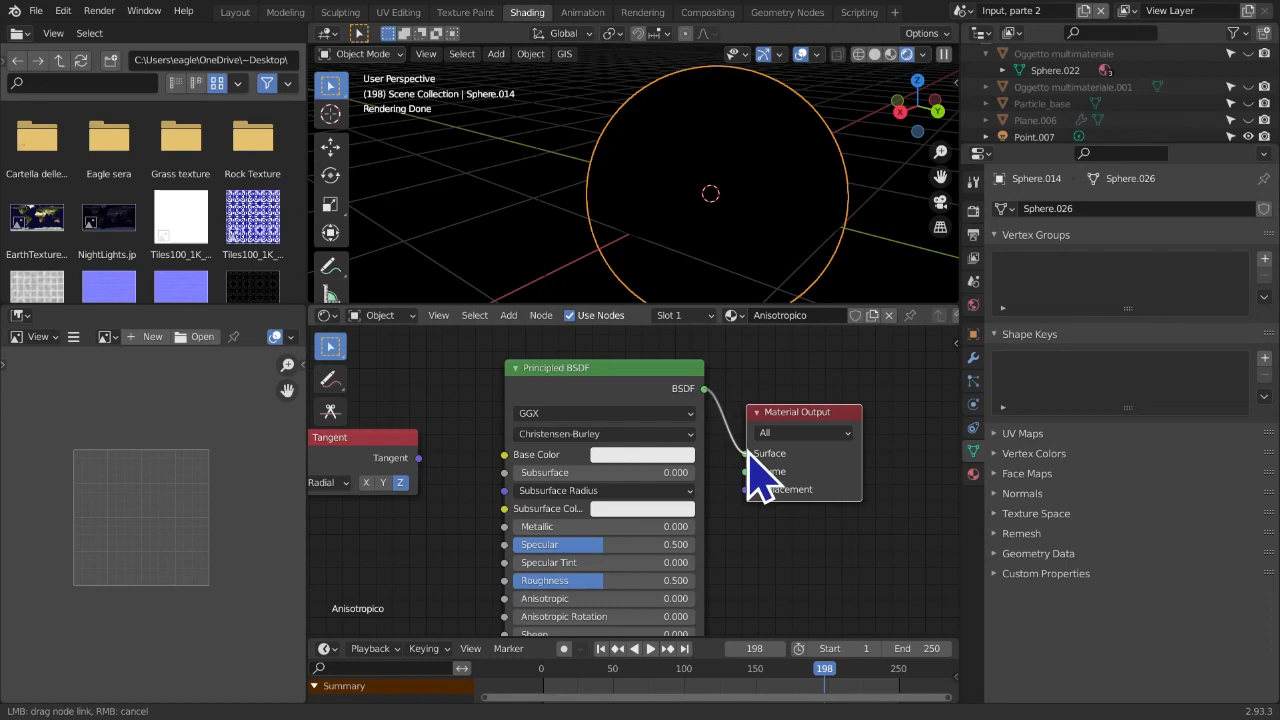 File Edit Render Window Help Layout Modeling Sculpting UV Editing Texture Paint Shading Animation Rendering Compositing Geometry Nodes Scripting + Input, parte 2 View Layer
View Select
Global Options
C:\Users\eagle\OneDrive\~Desktop\
Object Mode View Select Add Object GIS
User Perspective
(198) Scene Collection | Sphere.014
Rendering Done
Z
X
Y
Cartella delle... Eagle sera Grass texture Rock Texture
EarthTexture... NightLights.jp Tiles100_1K_... Tiles100_1K_...
Oggetto multimateriale
Sphere.022 3
Oggetto multimateriale.001
Particle_base
Plane.006
Point.007
Sphere.014 Sphere.026
Sphere.026
Vertex Groups
Shape Keys
UV Maps
Vertex Colors
Face Maps
Normals
Texture Space
Remesh
Geometry Data
Custom Properties
View New Open
Object View Select Add Node Use Nodes Slot 1 Anisotropico
Tangent
Tangent
Radial X Y Z
Principled BSDF
BSDF
GGX
Christensen-Burley
Base Color
Subsurface 0.000
Subsurface Radius
Subsurface Col...
Metallic 0.000
Specular 0.500
Specular Tint 0.000
Roughness 0.500
Anisotropic 0.000
Anisotropic Rotation 0.000
Sheen 0.000
Material Output
All
Surface
Anisotropico
Playback Keying View Marker 198 Start 1 End 250
0 50 100 150 198 250
Summary
LMB: drag node link, RMB: cancel 2.93.3